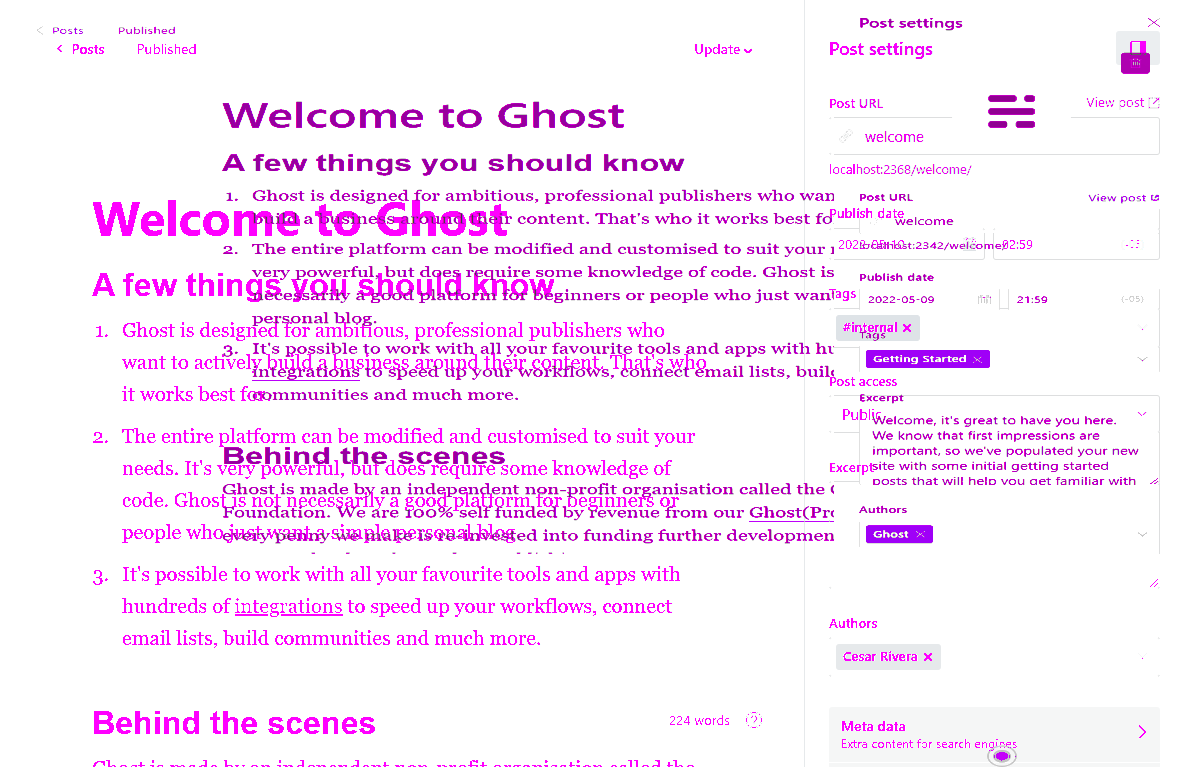 Posts Published
Post settings
Posts Published
Update
Post settings
Post URL
View post
Welcome to Ghost
welcome
A few things you should know
localhost:2368/welcome/
1. Ghost is designed for ambitious, professional publishers who wan
build a business around their content. That's who it works best fo
Post URL
View post
Welcome to Ghost
Publish date
welcome
2. The entire platform can be modified and customised to suit your
very powerful, but does require some knowledge of code. Ghost is
necessarily a good platform for beginners or people who just wan
personal blog.
02:59
localhost:2342/welcome/
A few things you should know
Publish date
Tags
2022-05-09
21:59
(-05)
1. Ghost is designed for ambitious, professional publishers who
want to actively build a business around their content. That's who
it works best for.
#internal
Tags
3. It's possible to work with all your favourite tools and apps with hu
integrations to speed up your workflows, connect email lists, build
communities and much more.
Getting Started
Post access
Excerpt
Public
Welcome, it's great to have you here.
We know that first impressions are
important, so we've populated your new
site with some initial getting started
posts that will help you get familiar with
2. The entire platform can be modified and customised to suit your
needs. It's very powerful, but does require some knowledge of
code. Ghost is not necessarily a good platform for beginners or
people who just want a simple personal blog.
Behind the scenes
Excerpt
Ghost is made by an independent non-profit organisation called the
Foundation. We are 100% self funded by revenue from our Ghost(Pro
every penny we make is re-invested into funding further developmen
Authors
Ghost
3. It's possible to work with all your favourite tools and apps with
hundreds of integrations to speed up your workflows, connect
email lists, build communities and much more.
Authors
Cesar Rivera
Behind the scenes
224 words
Meta data
Extra content for search engines
Ghost is made by an independent non-profit organisation called the